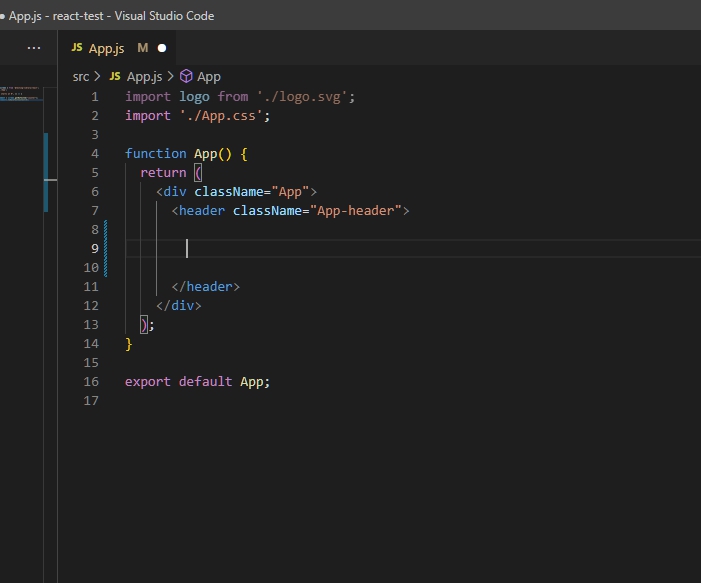 ● App.js - react-test - Visual Studio Code
... JS App.js M ●
src > JS App.js > App
1 import logo from './logo.svg';
2 import './App.css';
3
4 function App() {
5 return (
6 <div className="App">
7 <header className="App-header">
8
9
10
11 </header>
12 </div>
13 );
14 }
15
16 export default App;
17